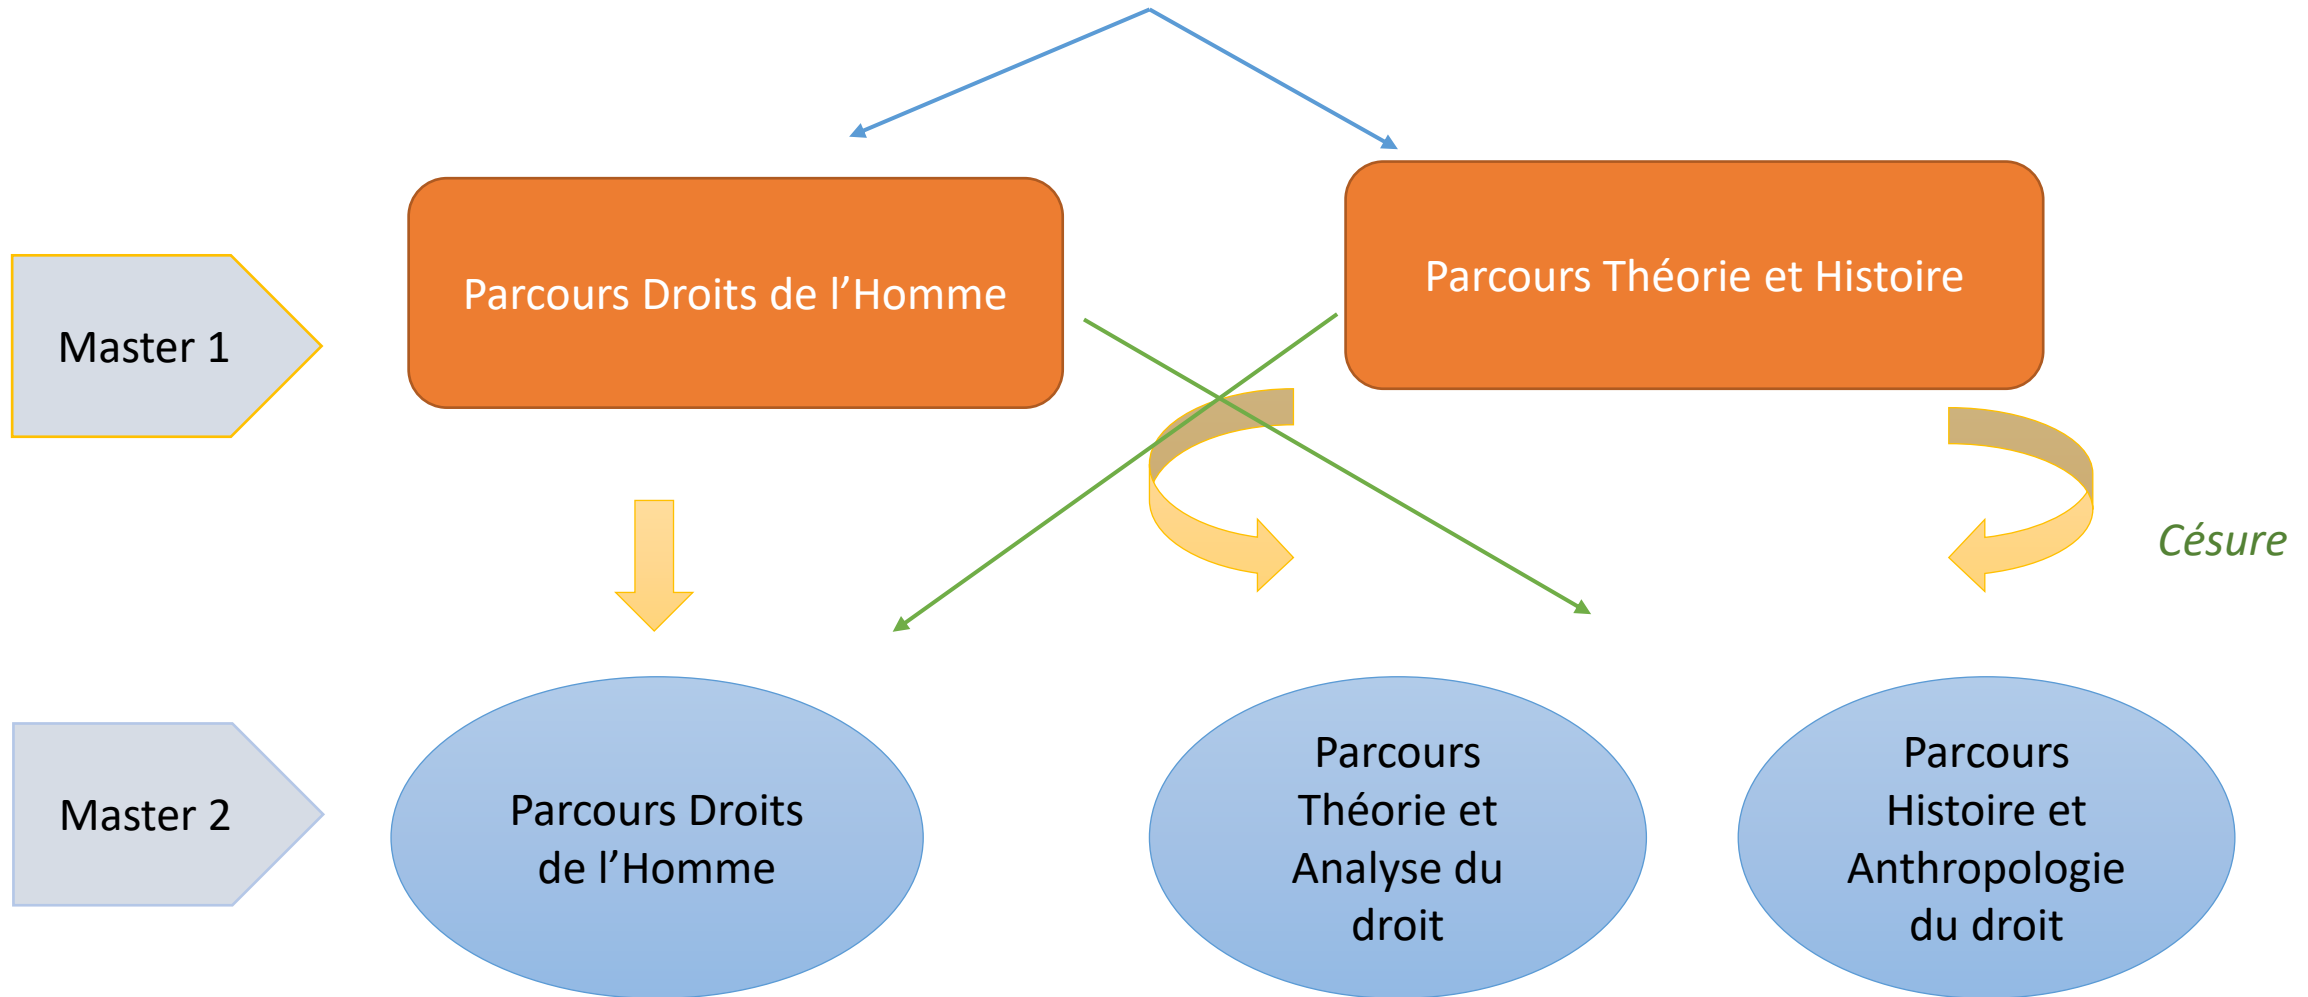 Parcours Droits de l’Homme
Parcours Théorie et Histoire
Master 1
Césure
Master 2
Parcours Droits
de l’Homme
Parcours
Théorie et
Analyse du
droit
Parcours
Histoire et
Anthropologie
du droit